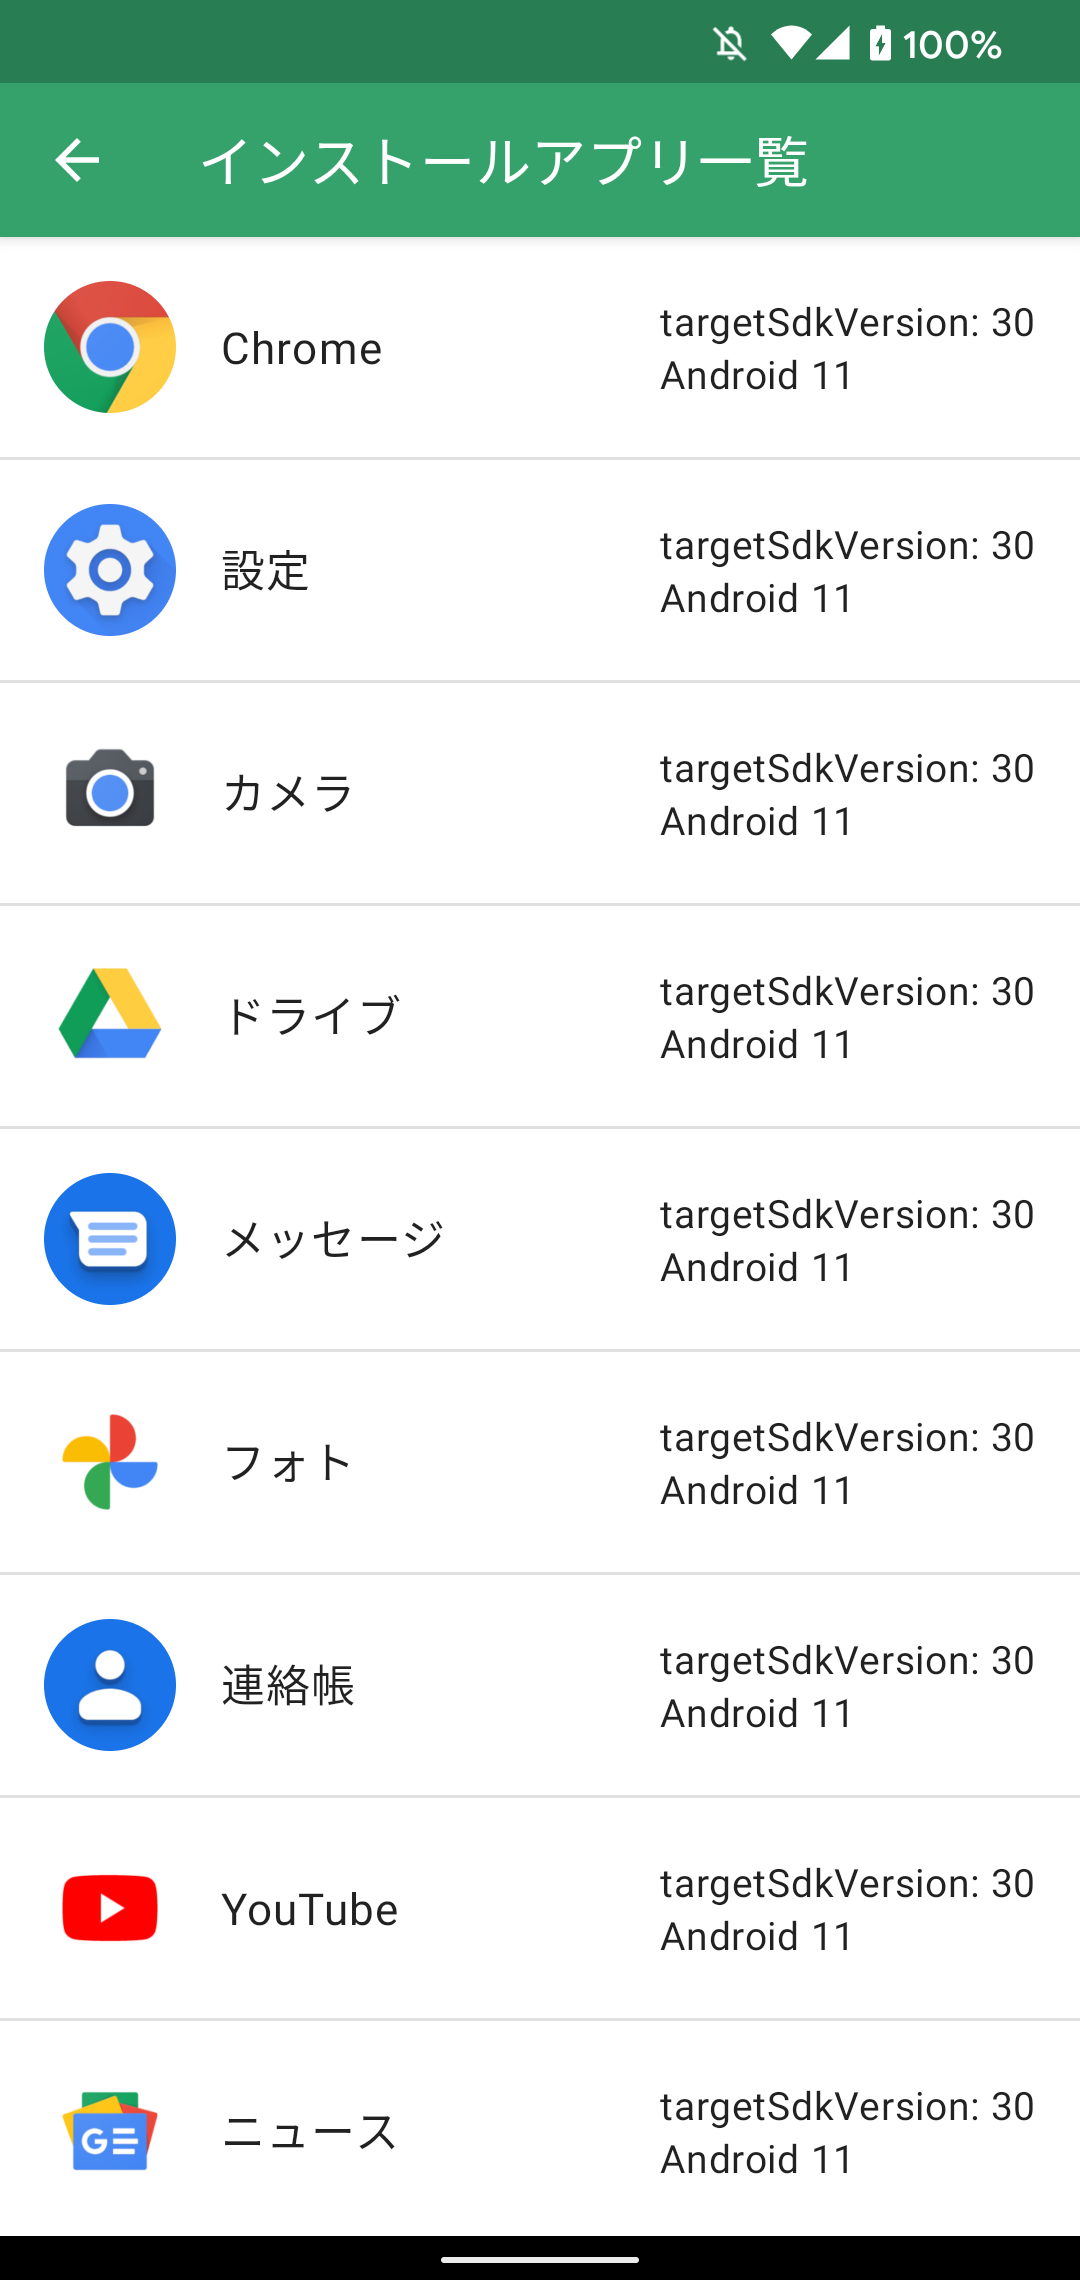 100%
インストールアプリ一覧
Chrome
targetSdkVersion: 30
Android 11
設定
targetSdkVersion: 30
Android 11
カメラ
targetSdkVersion: 30
Android 11
ドライブ
targetSdkVersion: 30
Android 11
メッセージ
targetSdkVersion: 30
Android 11
フォト
targetSdkVersion: 30
Android 11
連絡帳
targetSdkVersion: 30
Android 11
YouTube
targetSdkVersion: 30
Android 11
G
ニュース
targetSdkVersion: 30
Android 11